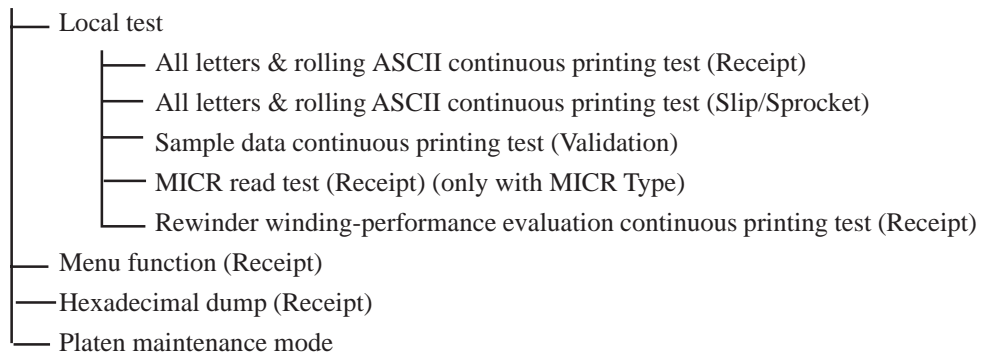 Local test
All letters & rolling ASCII continuous printing test (Receipt)
All letters & rolling ASCII continuous printing test (Slip/Sprocket)
Sample data continuous printing test (Validation)
MICR read test (Receipt) (only with MICR Type)
Rewinder winding-performance evaluation continuous printing test (Receipt)
Menu function (Receipt)
Hexadecimal dump (Receipt)
Platen maintenance mode